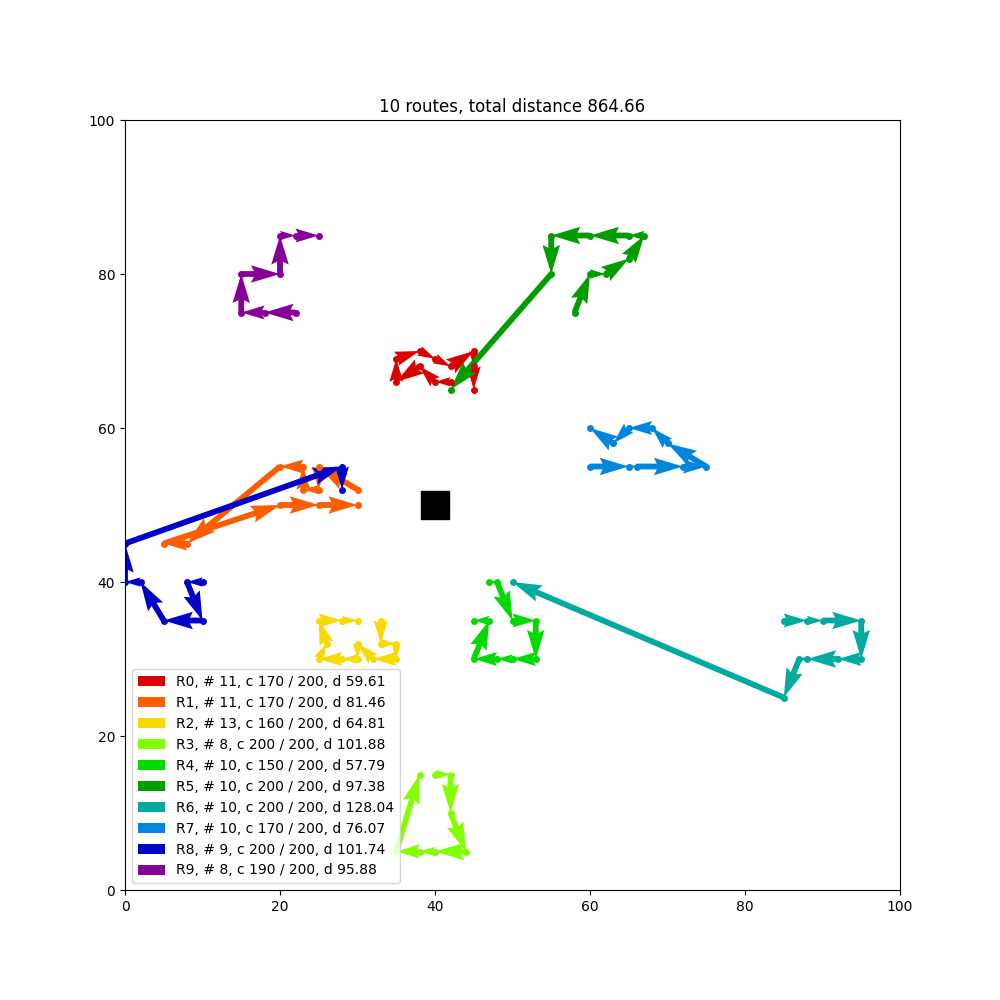 10 routes, total distance 864.66
100
80
60
40
20
0
R0, # 11, c 170 / 200, d 59.61
R1, # 11, c 170 / 200, d 81.46
R2, # 13, c 160 / 200, d 64.81
R3, # 8, c 200 / 200, d 101.88
R4, # 10, c 150 / 200, d 57.79
R5, # 10, c 200 / 200, d 97.38
R6, # 10, c 200 / 200, d 128.04
R7, # 10, c 170 / 200, d 76.07
R8, # 9, c 200 / 200, d 101.74
R9, # 8, c 190 / 200, d 95.88
0 20 40 60 80 100